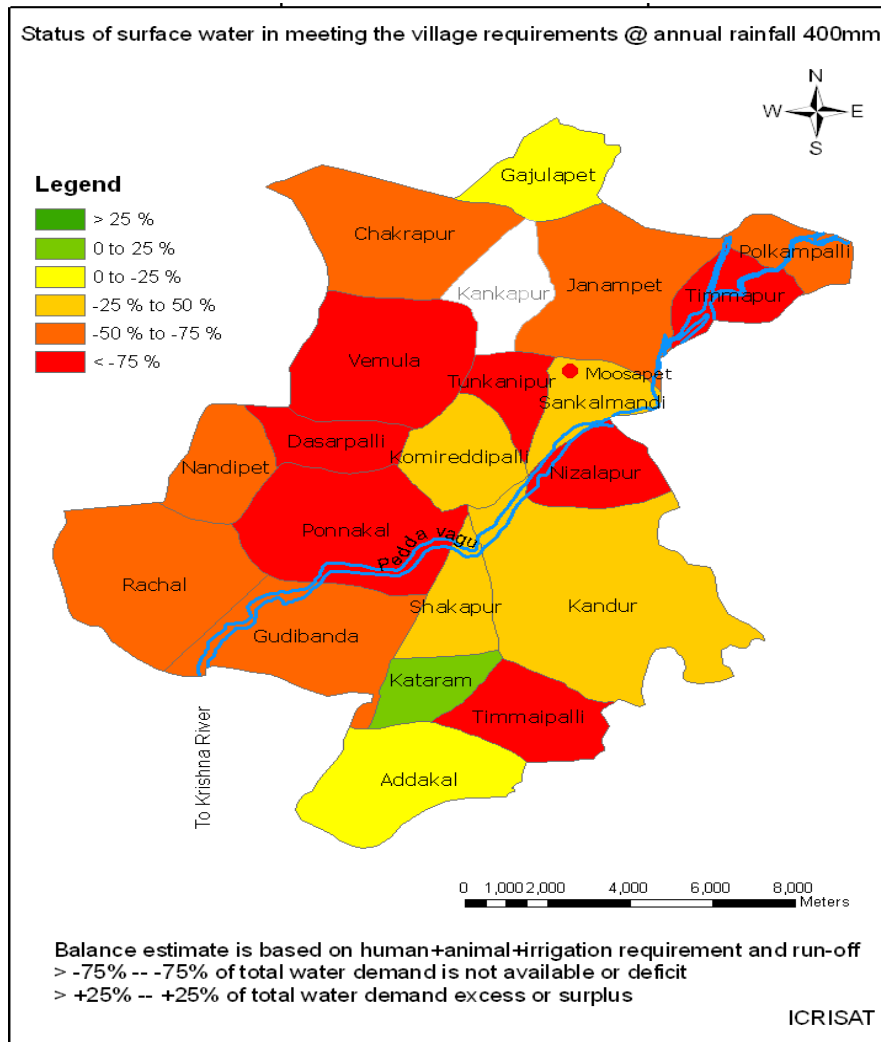 Status of surface water in meeting the village requirements @ annual rainfall 400mm
N
W E
S
Legend
> 25 %
0 to 25 %
0 to -25 %
-25 % to 50 %
-50 % to -75 %
< -75 %
Gajulapet
Chakrapur
Polkampalli
Kankapur
Janampet
Timmapur
Vemula
Tunkanipur
Moosapet
Sankalmandi
Dasarpalli
Komireddipalli
Nandipet
Nizalapur
Ponnakal
Pedda vagu
Rachal
Shakapur
Kandur
Gudibanda
Kataram
Timmaipalli
To Krishna River
Addakal
0 1,000 2,000 4,000 6,000 8,000
Meters
Balance estimate is based on human+animal+irrigation requirement and run-off
> -75% -- -75% of total water demand is not available or deficit
> +25% -- +25% of total water demand excess or surplus
ICRISAT